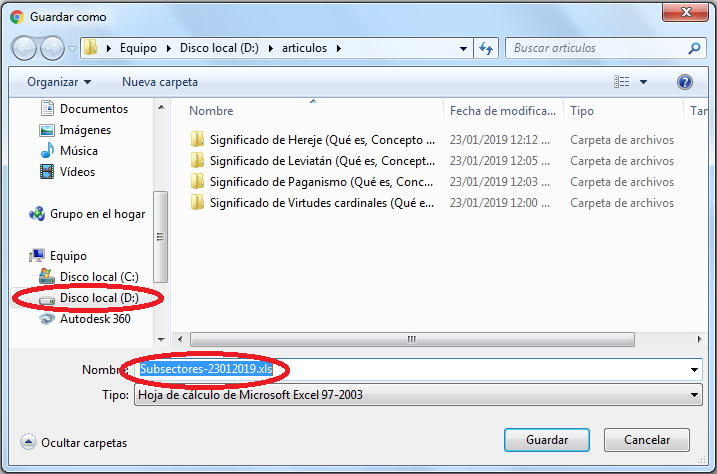 Guardar como
Equipo Disco local (D:) articulos Buscar articulos
Organizar Nueva carpeta
Documentos
Imágenes
Música
Vídeos
Grupo en el hogar
Equipo
Disco local (C:)
Disco local (D:)
Autodesk 360
Nombre Fecha de modifica... Tipo Tan
Significado de Hereje (Qué es, Concepto ... 23/01/2019 12:12 ... Carpeta de archivos
Significado de Leviatán (Qué es, Concept... 23/01/2019 12:05 ... Carpeta de archivos
Significado de Paganismo (Qué es, Conc... 23/01/2019 12:03 ... Carpeta de archivos
Significado de Virtudes cardinales (Qué e... 23/01/2019 12:00 ... Carpeta de archivos
Nombre: Subsectores-23012019.xls
Tipo: Hoja de cálculo de Microsoft Excel 97-2003
Ocultar carpetas Guardar Cancelar